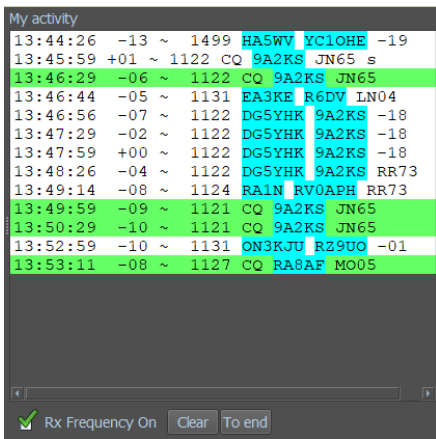 My activity
13:44:26 -13 ~ 1499 HA5WV YC1OHE -19
13:45:59 +01 ~ 1122 CQ 9A2KS JN65 s
13:46:29 -06 ~ 1122 CQ 9A2KS JN65
13:46:44 -05 ~ 1131 EA3KE R6DV LN04
13:46:56 -07 ~ 1122 DG5YHK 9A2KS -18
13:47:29 -02 ~ 1122 DG5YHK 9A2KS -18
13:47:59 +00 ~ 1122 DG5YHK 9A2KS -18
13:48:26 -04 ~ 1122 DG5YHK 9A2KS RR73
13:49:14 -08 ~ 1124 RA1N RV0APH RR73
13:49:59 -09 ~ 1121 CQ 9A2KS JN65
13:50:29 -10 ~ 1121 CQ 9A2KS JN65
13:52:59 -10 ~ 1131 ON3KJU RZ9UO -01
13:53:11 -08 ~ 1127 CQ RA8AF MO05
Rx Frequency On Clear To end